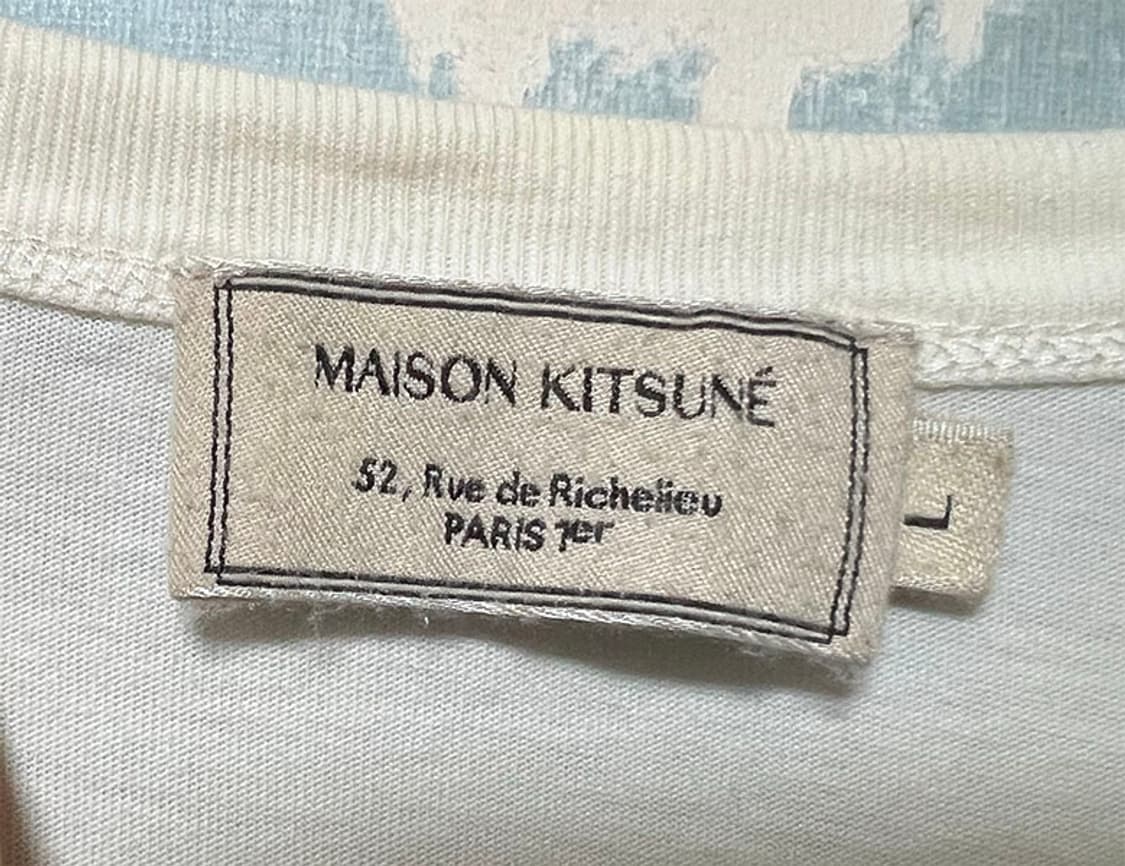 MAISON KITSUNÉ
52, Rue de Richelieu
PARIS 1er
L